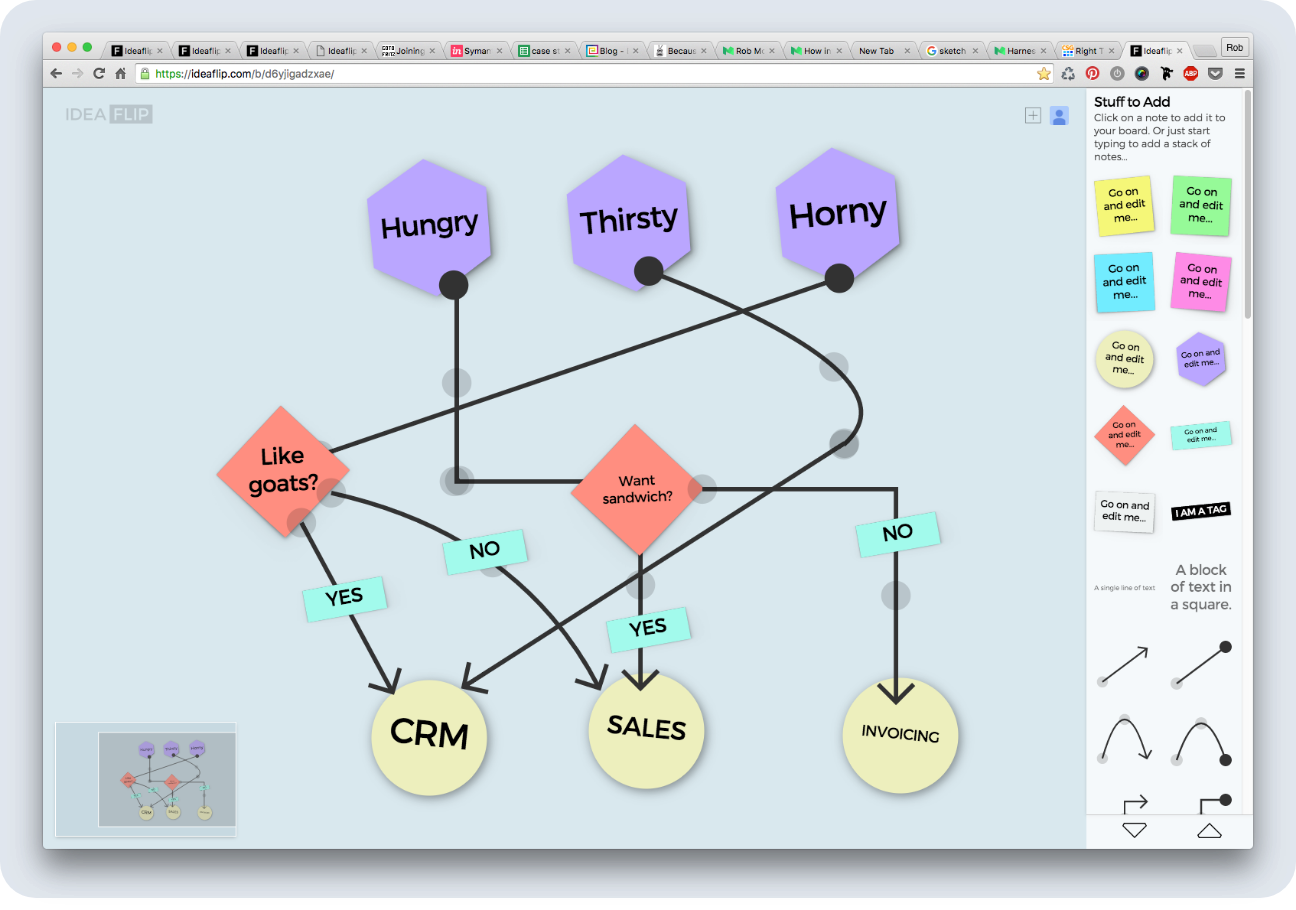 Ideaflip
Ideaflip
Ideaflip
Ideaflip
Joining
Syman
case s
Blog -
Becaus
Rob Mu
How in
New Tab
sketch
Harnes
Right T
Ideaflip
Rob
https://ideaflip.com/b/d6yjigadzxae/
ABP
IDEA FLIP
Hungry
Thirsty
Horny
Like
goats?
Want
sandwich?
NO
NO
YES
YES
CRM
SALES
INVOICING
Stuff to Add
Click on a note to add it to
your board. Or just start
typing to add a stack of
notes...
Go on
and edit
me...
Go on
and edit
me...
Go on
and edit
me...
Go on
and edit
me...
Go on
and edit
me...
Go on and
edit me...
Go on
and edit
me...
Go on and
edit me...
Go on and
edit me...
I AM A TAG
A single line of text
A block
of text in
a square.